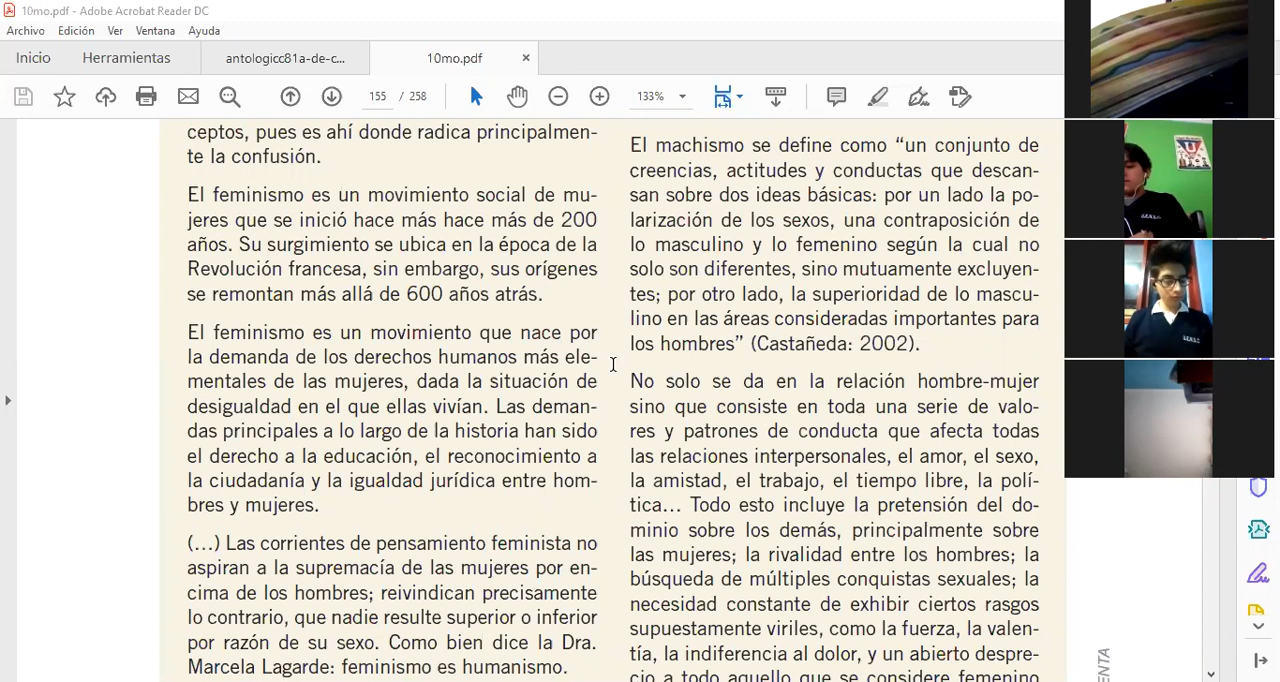 10mo.pdf - Adobe Acrobat Reader DC
Archivo Edición Ver Ventana Ayuda
Inicio Herramientas antologicc81a-de-c... 10mo.pdf ×
155 / 258 133%
ceptos, pues es ahí donde radica principalmen-
te la confusión.
El feminismo es un movimiento social de mu-
jeres que se inició hace más hace más de 200
años. Su surgimiento se ubica en la época de la
Revolución francesa, sin embargo, sus orígenes
se remontan más allá de 600 años atrás.
El feminismo es un movimiento que nace por
la demanda de los derechos humanos más ele-
mentales de las mujeres, dada la situación de
desigualdad en el que ellas vivían. Las deman-
das principales a lo largo de la historia han sido
el derecho a la educación, el reconocimiento a
la ciudadanía y la igualdad jurídica entre hom-
bres y mujeres.
(...) Las corrientes de pensamiento feminista no
aspiran a la supremacía de las mujeres por en-
cima de los hombres; reivindican precisamente
lo contrario, que nadie resulte superior o inferior
por razón de su sexo. Como bien dice la Dra.
Marcela Lagarde: feminismo es humanismo.
El machismo se define como “un conjunto de
creencias, actitudes y conductas que descan-
san sobre dos ideas básicas: por un lado la po-
larización de los sexos, una contraposición de
lo masculino y lo femenino según la cual no
solo son diferentes, sino mutuamente excluyen-
tes; por otro lado, la superioridad de lo mascu-
lino en las áreas consideradas importantes para
los hombres” (Castañeda: 2002).
No solo se da en la relación hombre-mujer
sino que consiste en toda una serie de valo-
res y patrones de conducta que afecta todas
las relaciones interpersonales, el amor, el sexo,
la amistad, el trabajo, el tiempo libre, la polí-
tica... Todo esto incluye la pretensión del do-
minio sobre los demás, principalmente sobre
las mujeres; la rivalidad entre los hombres; la
búsqueda de múltiples conquistas sexuales; la
necesidad constante de exhibir ciertos rasgos
supuestamente viriles, como la fuerza, la valen-
tía, la indiferencia al dolor, y un abierto despre-
cio a todo aquello que se considere femenino
ENTA
U